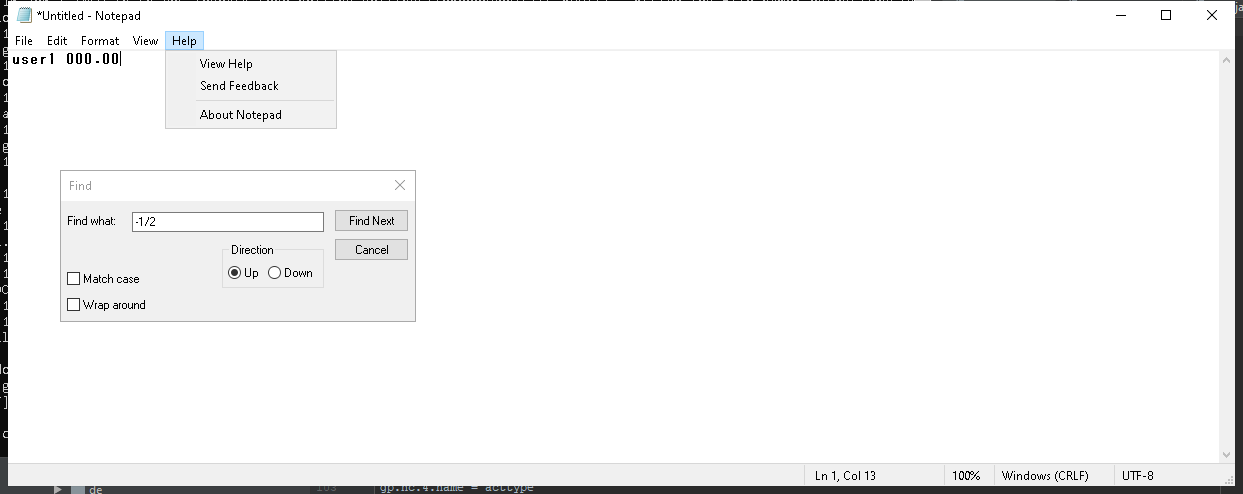 *Untitled - Notepad
File Edit Format View Help
user1 000.00
View Help
Send Feedback
About Notepad
Find
Find what: -1/2 Find Next
Direction Cancel
Up Down
Match case
Wrap around
Ln 1, Col 13 100% Windows (CRLF) UTF-8
de 103 gp.nc.4.name = acctype